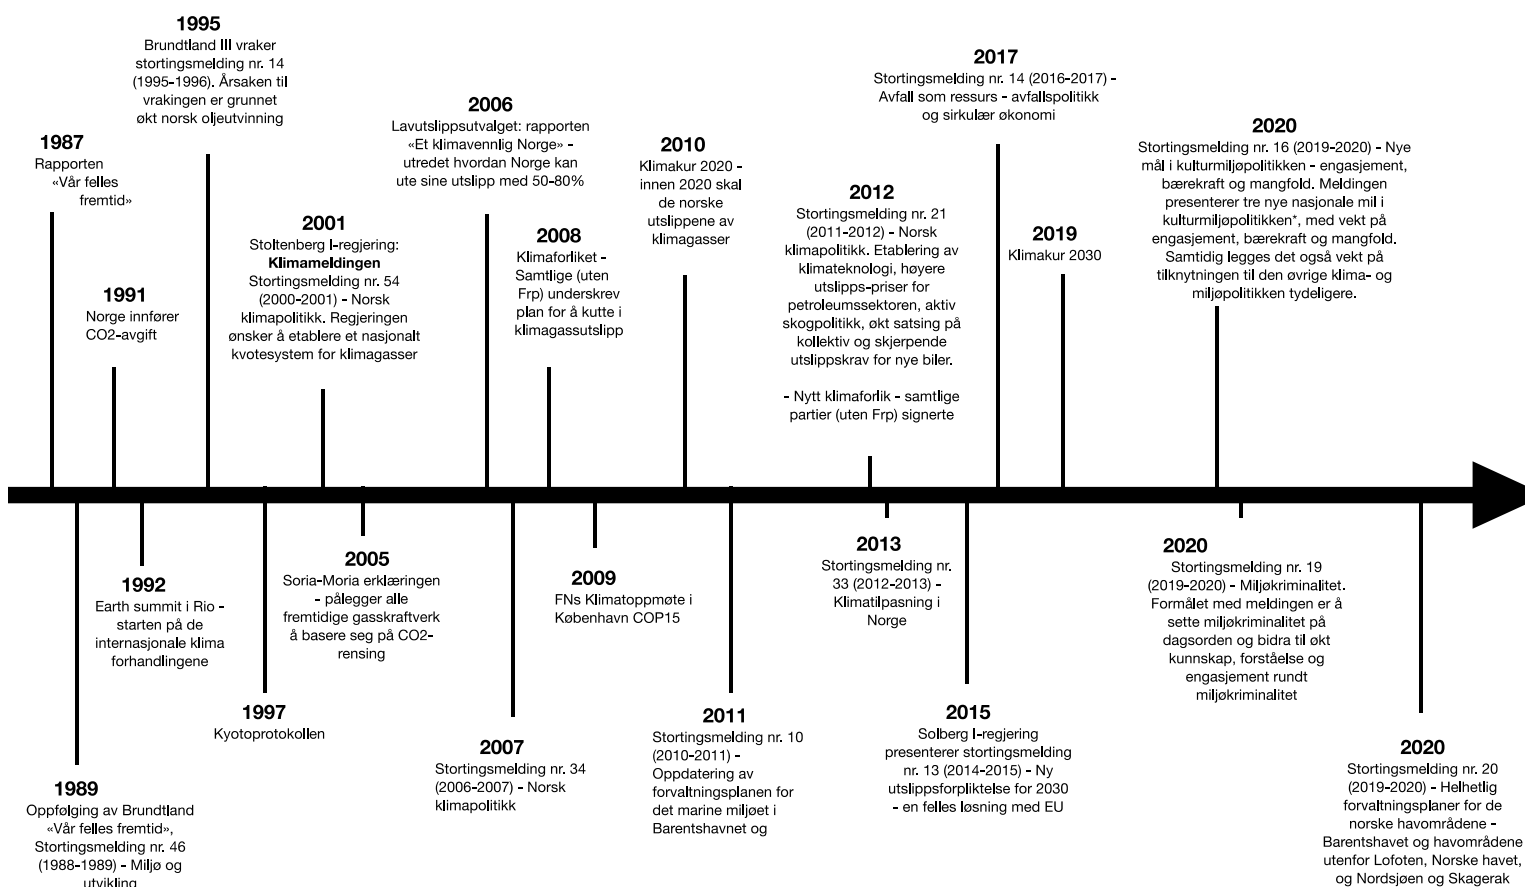 1987
Rapporten
«Vår felles
fremtid»
1989
Oppfølging av Brundtland
«Vår felles fremtid»,
Stortingsmelding nr. 46
(1988-1989) - Miljø og
utvikling
1991
Norge innfører
CO2-avgift
1992
Earth summit i Rio -
starten på de
internasjonale klima
forhandlingene
1995
Brundtland III vraker
stortingsmelding nr. 14
(1995-1996). Årsaken til
vrakingen er grunnet
økt norsk oljeutvinning
1997
Kyotoprotokollen
2001
Stoltenberg I-regjering:
Klimameldingen
Stortingsmelding nr. 54
(2000-2001) - Norsk
klimapolitikk. Regjeringen
ønsker å etablere et nasjonalt
kvotesystem for klimagasser
2005
Soria-Moria erklæringen
- pålegger alle
fremtidige gasskraftverk
å basere seg på CO2-
rensing
2006
Lavutslippsutvalget: rapporten
«Et klimavennlig Norge» -
utredet hvordan Norge kan
ute sine utslipp med 50-80%
2007
Stortingsmelding nr. 34
(2006-2007) - Norsk
klimapolitikk
2008
Klimaforliket -
Samtlige (uten
Frp) underskrev
plan for å kutte i
klimagassutslipp
2009
FNs Klimatoppmøte i
København COP15
2010
Klimakur 2020 -
innen 2020 skal
de norske
utslippene av
klimagasser
2011
Stortingsmelding nr. 10
(2010-2011) -
Oppdatering av
forvaltningsplanen for
det marine miljøet i
Barentshavnet og
2012
Stortingsmelding nr. 21
(2011-2012) - Norsk
klimapolitikk. Etablering av
klimateknologi, høyere
utslipps-priser for
petroleumssektoren, aktiv
skogpolitikk, økt satsing på
kollektiv og skjerpende
utslippskrav for nye biler.
- Nytt klimaforlik - samtlige
partier (uten Frp) signerte
2013
Stortingsmelding nr.
33 (2012-2013) -
Klimatilpasning i
Norge
2015
Solberg I-regjering
presenterer stortingsmelding
nr. 13 (2014-2015) - Ny
utslippsforpliktelse for 2030
- en felles løsning med EU
2017
Stortingsmelding nr. 14 (2016-2017) -
Avfall som ressurs - avfallspolitikk
og sirkulær økonomi
2019
Klimakur 2030
2020
Stortingsmelding nr. 16 (2019-2020) - Nye
mål i kulturmiljøpolitikken - engasjement,
bærekraft og mangfold. Meldingen
presenterer tre nye nasjonale mil i
kulturmiljøpolitikken*, med vekt på
engasjement, bærekraft og mangfold.
Samtidig legges det også vekt på
tilknytningen til den øvrige klima- og
miljøpolitikken tydeligere.
2020
Stortingsmelding nr. 19
(2019-2020) - Miljøkriminalitet.
Formålet med meldingen er å
sette miljøkriminalitet på
dagsorden og bidra til økt
kunnskap, forståelse og
engasjement rundt
miljøkriminalitet
2020
Stortingsmelding nr. 20
(2019-2020) - Helhetlig
forvaltningsplaner for de
norske havområdene -
Barentshavet og havområdene
utenfor Lofoten, Norske havet,
og Nordsjøen og Skagerak